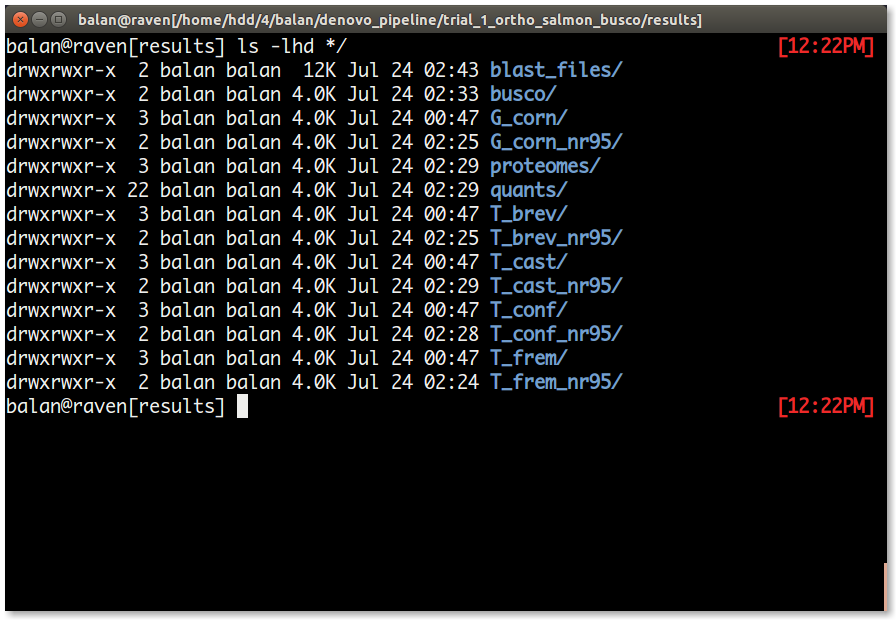 balan@raven[/home/hdd/4/balan/denovo_pipeline/trial_1_ortho_salmon_busco/results]
balan@raven[results] ls -lhd */ [12:22PM]
drwxrwxr-x  2 balan balan  12K Jul 24 02:43 blast_files/
drwxrwxr-x  2 balan balan 4.0K Jul 24 02:33 busco/
drwxrwxr-x  3 balan balan 4.0K Jul 24 00:47 G_corn/
drwxrwxr-x  2 balan balan 4.0K Jul 24 02:25 G_corn_nr95/
drwxrwxr-x  3 balan balan 4.0K Jul 24 02:29 proteomes/
drwxrwxr-x 22 balan balan 4.0K Jul 24 02:29 quants/
drwxrwxr-x  3 balan balan 4.0K Jul 24 00:47 T_brev/
drwxrwxr-x  2 balan balan 4.0K Jul 24 02:25 T_brev_nr95/
drwxrwxr-x  3 balan balan 4.0K Jul 24 00:47 T_cast/
drwxrwxr-x  2 balan balan 4.0K Jul 24 02:29 T_cast_nr95/
drwxrwxr-x  3 balan balan 4.0K Jul 24 00:47 T_conf/
drwxrwxr-x  2 balan balan 4.0K Jul 24 02:28 T_conf_nr95/
drwxrwxr-x  3 balan balan 4.0K Jul 24 00:47 T_frem/
drwxrwxr-x  2 balan balan 4.0K Jul 24 02:24 T_frem_nr95/
balan@raven[results] [12:22PM]